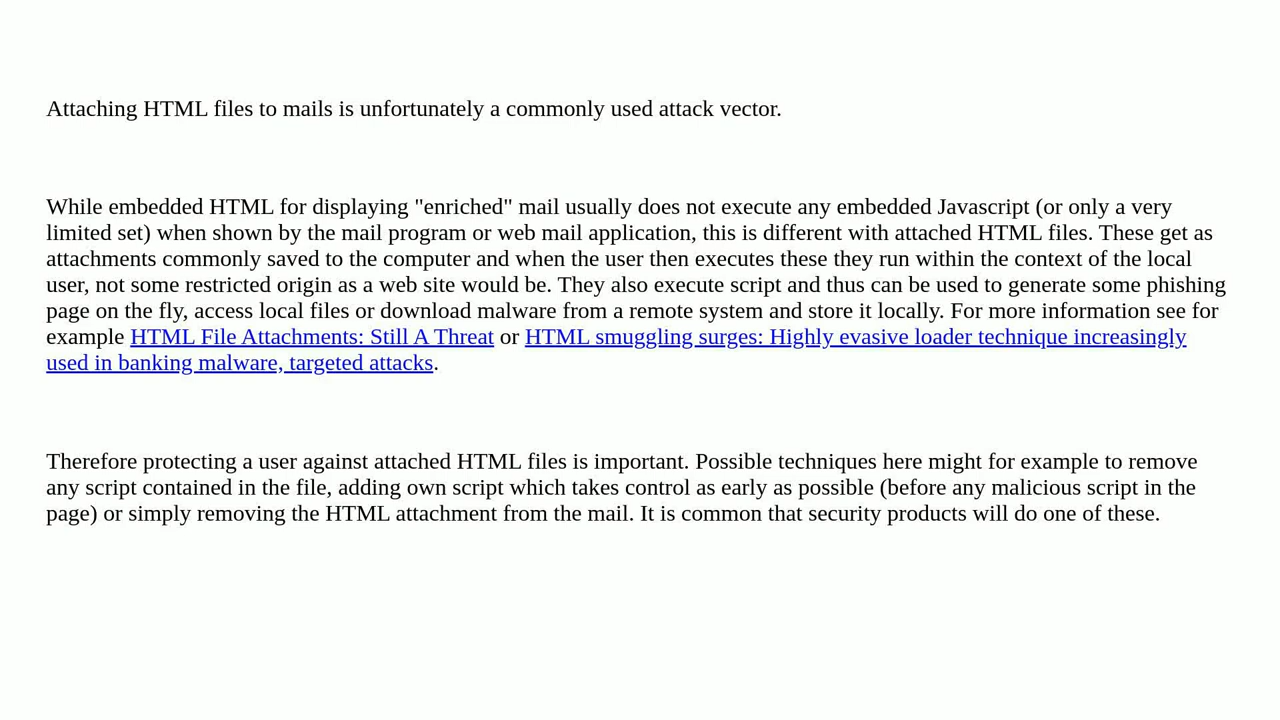 Attaching HTML files to mails is unfortunately a commonly used attack vector.
While embedded HTML for displaying "enriched" mail usually does not execute any embedded Javascript (or only a very
limited set) when shown by the mail program or web mail application, this is different with attached HTML files. These get as
attachments commonly saved to the computer and when the user then executes these they run within the context of the local
user, not some restricted origin as a web site would be. They also execute script and thus can be used to generate some phishing
page on the fly, access local files or download malware from a remote system and store it locally. For more information see for
example HTML File Attachments: Still A Threat or HTML smuggling surges: Highly evasive loader technique increasingly
used in banking malware, targeted attacks.
Therefore protecting a user against attached HTML files is important. Possible techniques here might for example to remove
any script contained in the file, adding own script which takes control as early as possible (before any malicious script in the
page) or simply removing the HTML attachment from the mail. It is common that security products will do one of these.